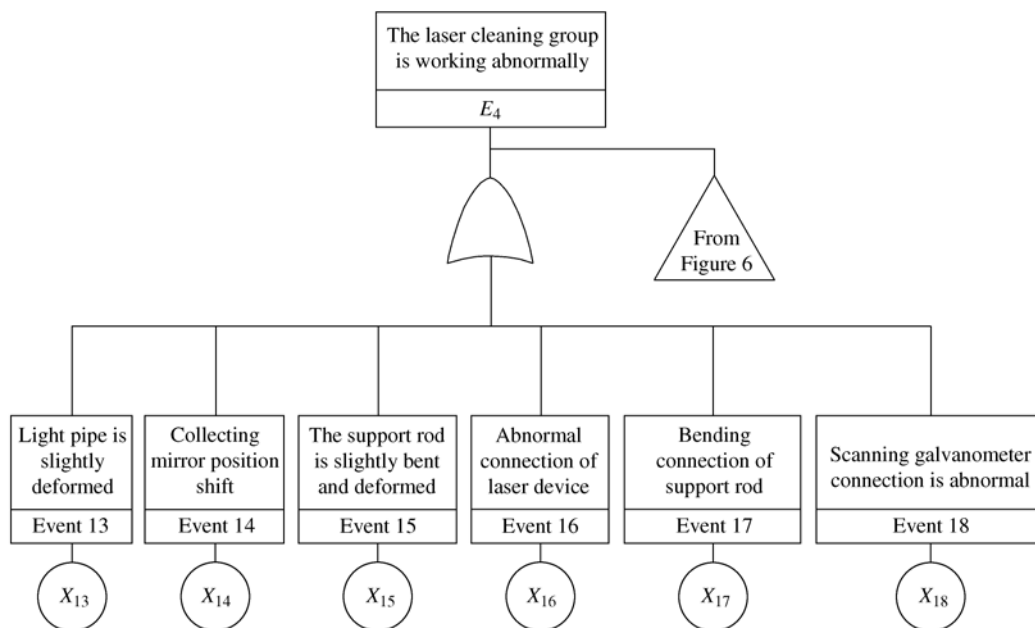 The laser cleaning group
is working abnormally
E4
From
Figure 6
Light pipe is
slightly
deformed
Event 13
X13
Collecting
mirror position
shift
Event 14
X14
The support rod
is slightly bent
and deformed
Event 15
X15
Abnormal
connection of
laser device
Event 16
X16
Bending
connection of
support rod
Event 17
X17
Scanning galvanometer
connection is abnormal
Event 18
X18